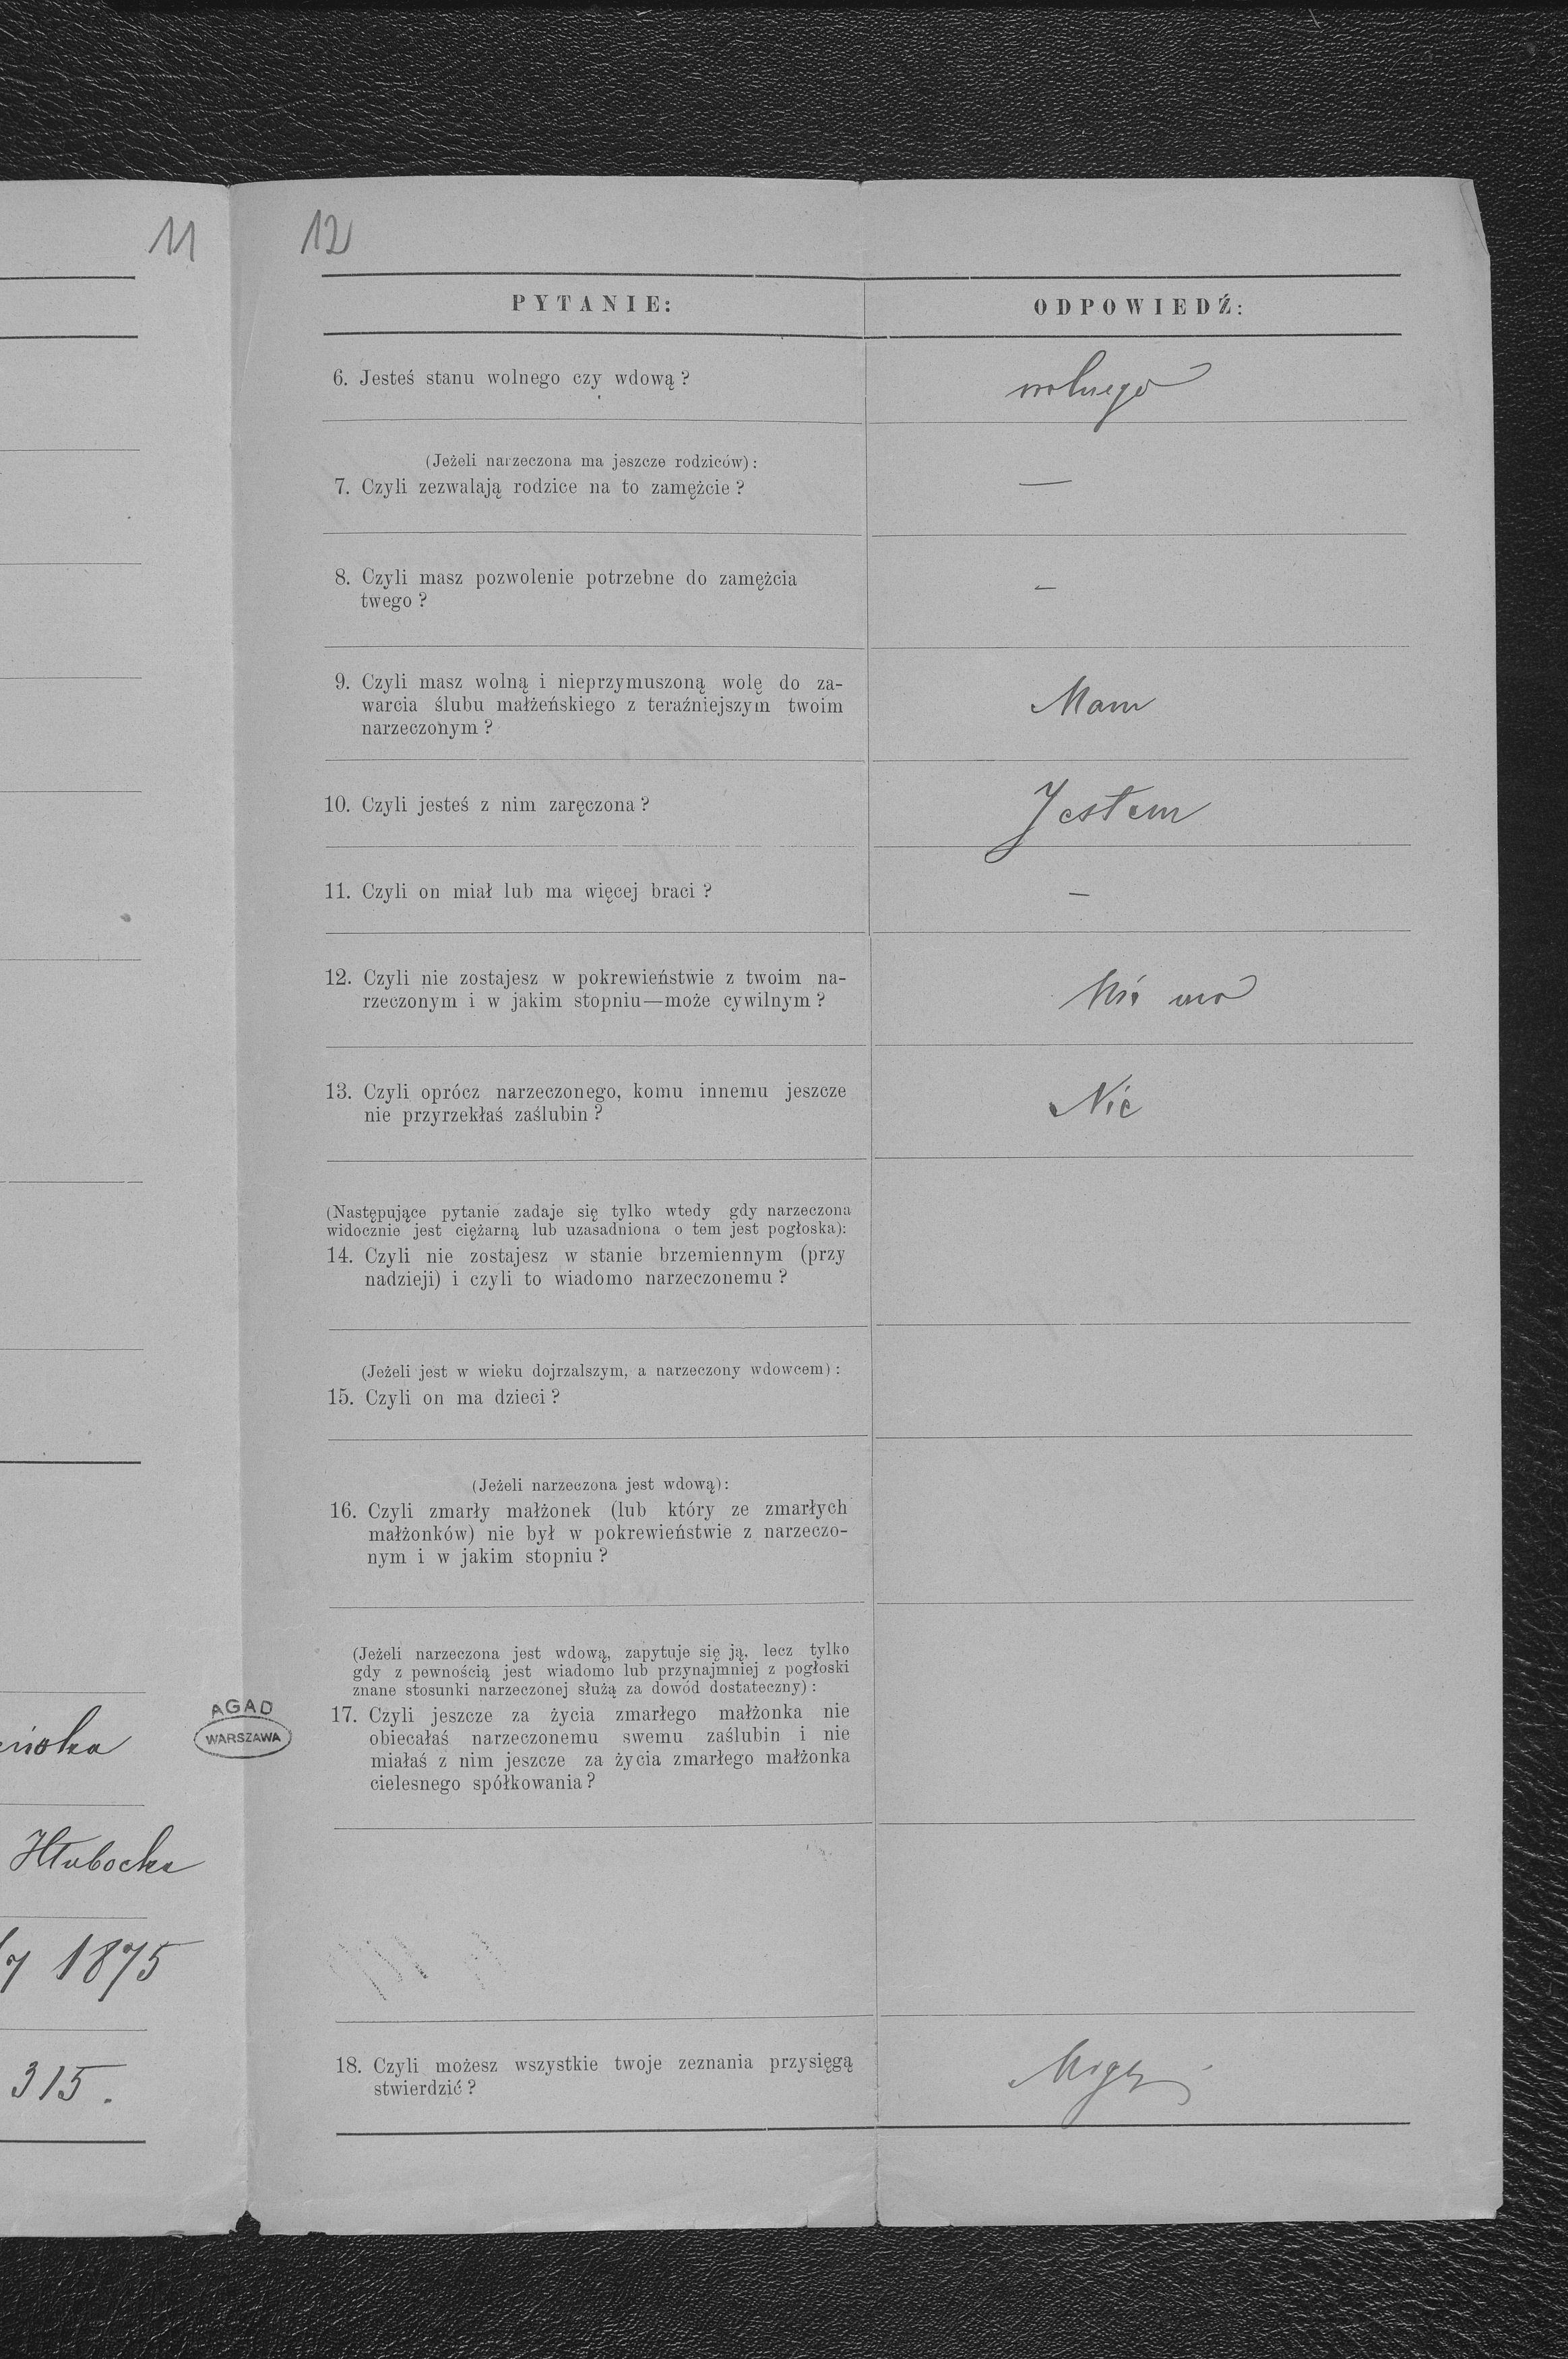 11
12
PYTANIE:
ODPOWIEDŹ:
6. Jesteś stanu wolnego czy wdową?
wolnego
(Jeżeli narzeczona ma jeszcze rodziców):
7. Czyli zezwalają rodzice na to zamężcie?
—
8. Czyli masz pozwolenie potrzebne do zamężcia
twego?
—
9. Czyli masz wolną i nieprzymuszoną wolę do za-
warcia ślubu małżeńskiego z teraźniejszym twoim
narzeczonym?
Mam
10. Czyli jesteś z nim zaręczona?
Jestem
11. Czyli on miał lub ma więcej braci?
—
12. Czyli nie zostajesz w pokrewieństwie z twoim na-
rzeczonym i w jakim stopniu—może cywilnym?
13. Czyli oprócz narzeczonego, komu innemu jeszcze
nie przyrzekłaś zaślubin?
Nie
(Następujące pytanie zadaje się tylko wtedy gdy narzeczona
widocznie jest ciężarną lub uzasadniona o tem jest pogłoska):
14. Czyli nie zostajesz w stanie brzemiennym (przy
nadzieji) i czyli to wiadomo narzeczonemu?
(Jeżeli jest w wieku dojrzalszym, a narzeczony wdowcem):
15. Czyli on ma dzieci?
(Jeżeli narzeczona jest wdową):
16. Czyli zmarły małżonek (lub który ze zmarłych
małżonków) nie był w pokrewieństwie z narzeczo-
nym i w jakim stopniu?
(Jeżeli narzeczona jest wdową, zapytuje się ją, lecz tylko
gdy z pewnością jest wiadomo lub przynajmniej z pogłoski
znane stosunki narzeczonej służą za dowód dostateczny):
17. Czyli jeszcze za życia zmarłego małżonka nie
obiecałaś narzeczonemu swemu zaślubin i nie
miałaś z nim jeszcze za życia zmarłego małżonka
cielesnego spółkowania?
18. Czyli możesz wszystkie twoje zeznania przysięgą
stwierdzić?
Mogę
AGAD
WARSZAWA
Hłubocka
1875
315.